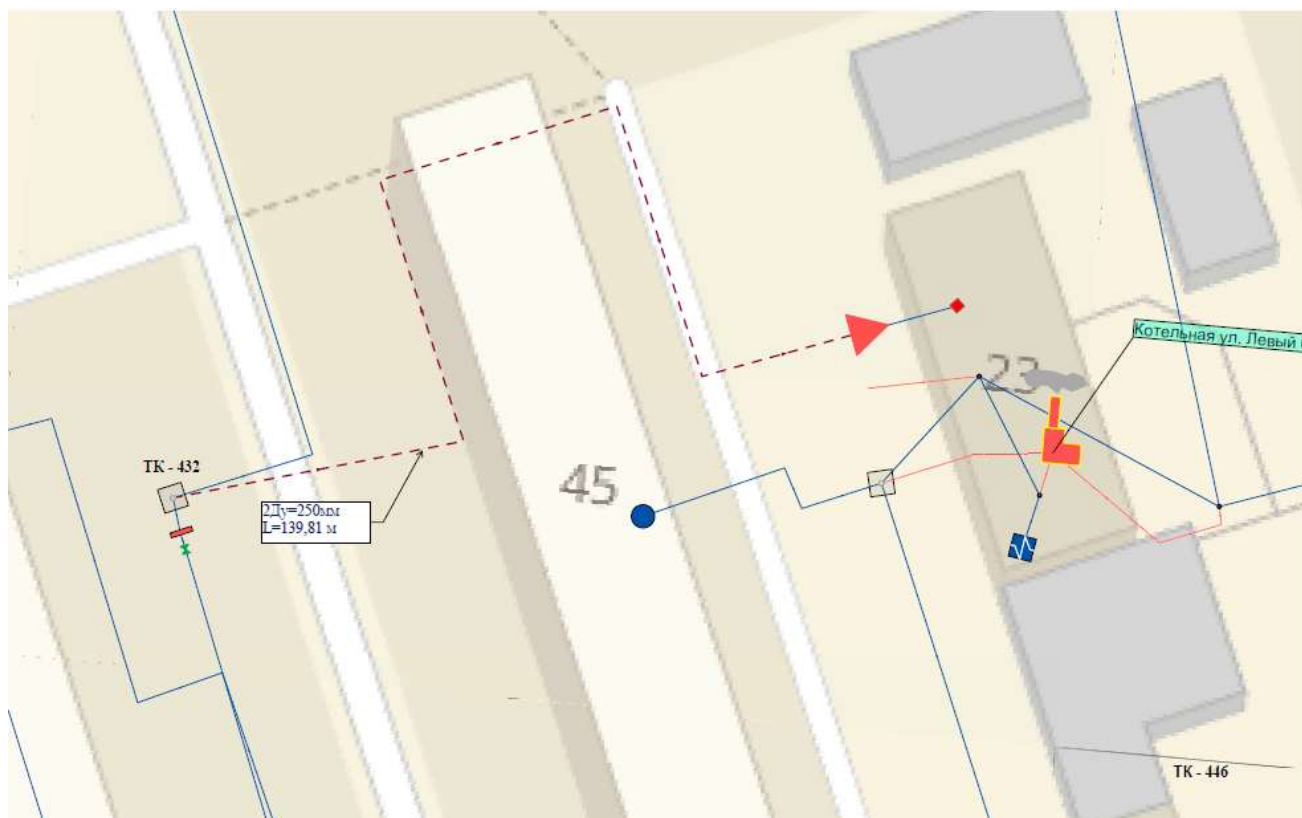 23
Котельная ул. Левый
ТК - 432
45
2Ду=250мм
L=139,81 м
ТК - 446